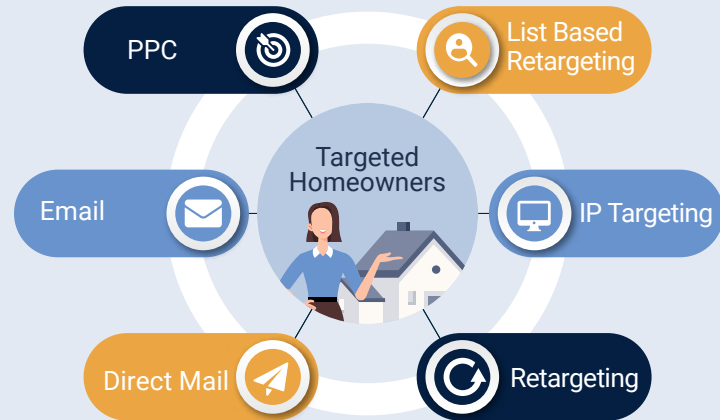 PPC
List Based
Retargeting
Targeted
Homeowners
Email
IP Targeting
Direct Mail
Retargeting